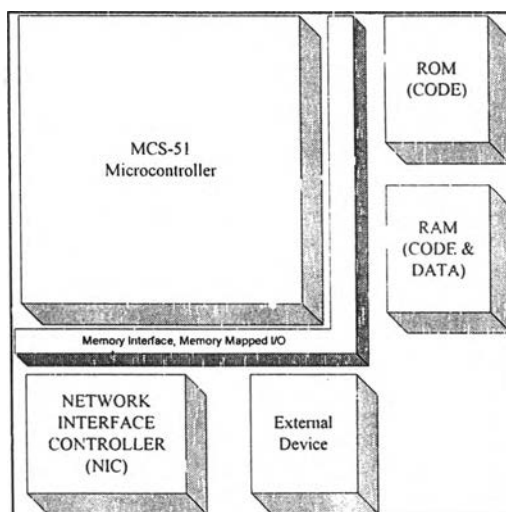 MCS-51
Microcontroller
ROM
(CODE)
RAM
(CODE &
DATA)
Memory Interface, Memory Mapped I/O
NETWORK
INTERFACE
CONTROLLER
(NIC)
External
Device